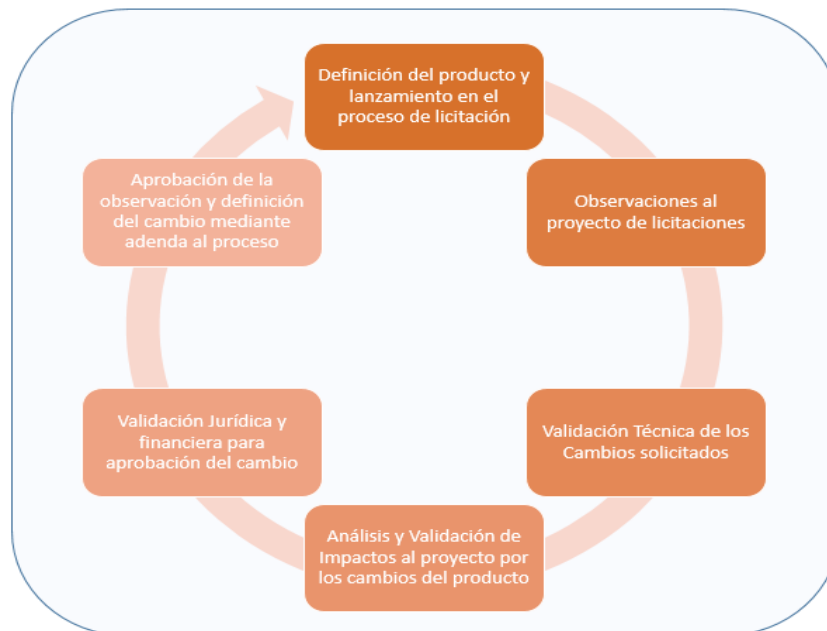 Definición del producto y
lanzamiento en el
proceso de licitación
Observaciones al
proyecto de licitaciones
Validación Técnica de los
Cambios solicitados
Análisis y Validación de
Impactos al proyecto por
los cambios del producto
Validación Jurídica y
financiera para
aprobación del cambio
Aprobación de la
observación y definición
del cambio mediante
adenda al proceso